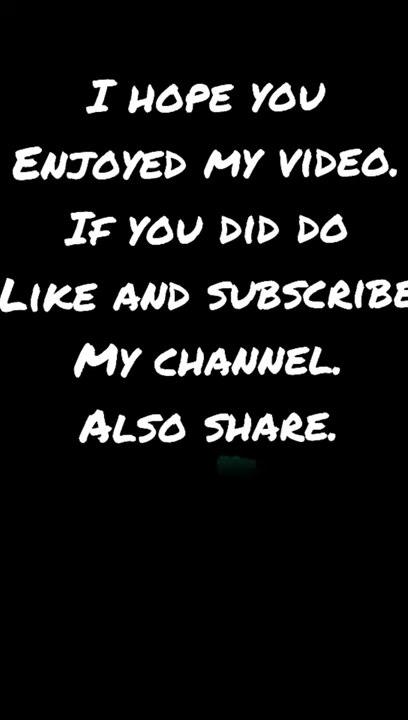 I HOPE YOU
ENJOYED MY VIDEO.
IF YOU DID DO
LIKE AND SUBSCRIBE
MY CHANNEL.
ALSO SHARE.